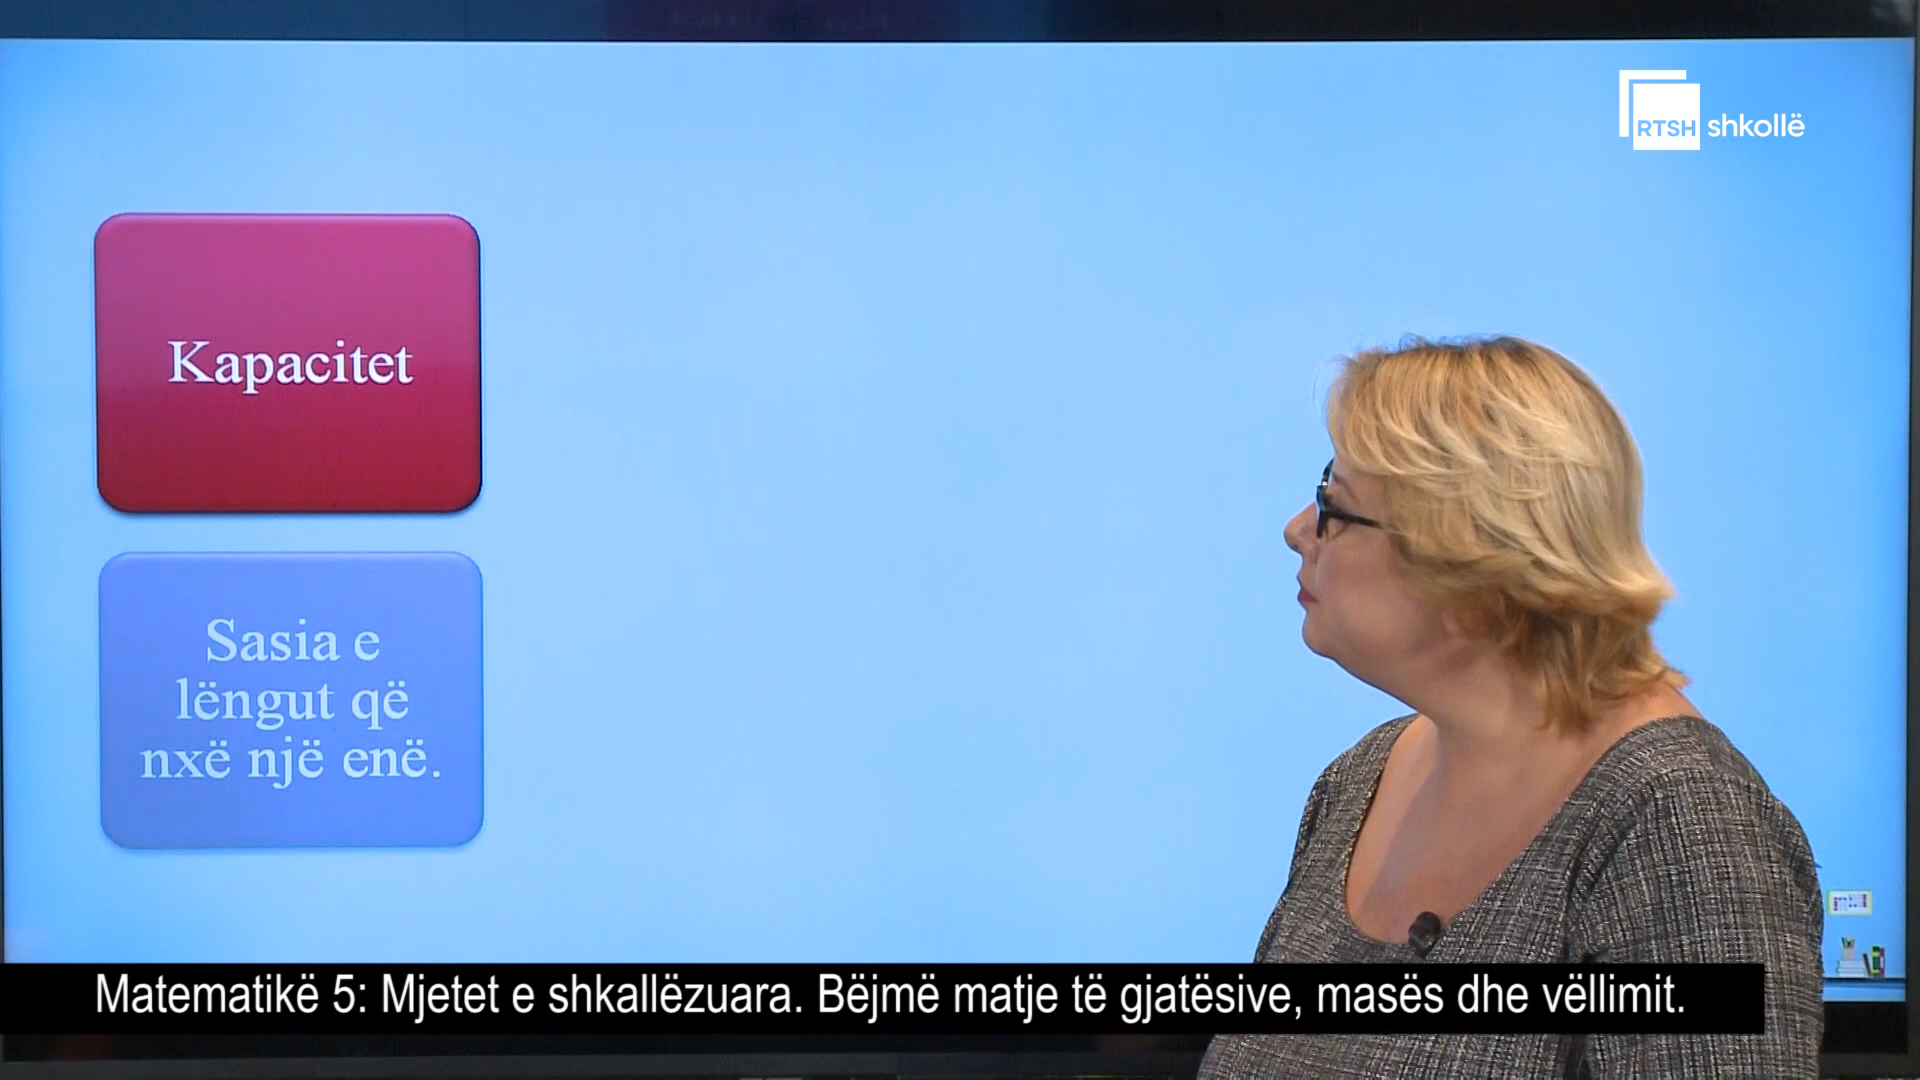 RTSH shkollë
Kapacitet
Sasia e
lëngut që
nxë një enë.
Matematikë 5: Mjetet e shkallëzuara. Bëjmë matje të gjatësive, masës dhe vëllimit.